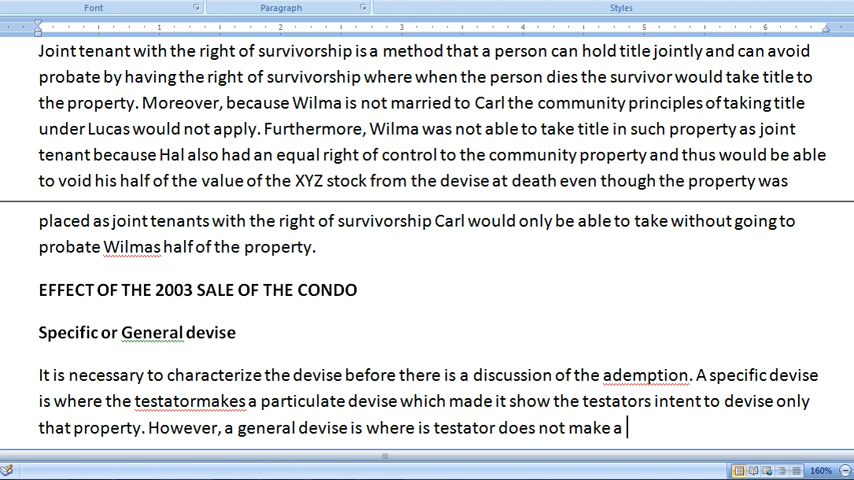 Font Paragraph Styles
1 2 3 4 5 6
Joint tenant with the right of survivorship is a method that a person can hold title jointly and can avoid
probate by having the right of survivorship where when the person dies the survivor would take title to
the property. Moreover, because Wilma is not married to Carl the community principles of taking title
under Lucas would not apply. Furthermore, Wilma was not able to take title in such property as joint
tenant because Hal also had an equal right of control to the community property and thus would be able
to void his half of the value of the XYZ stock from the devise at death even though the property was
placed as joint tenants with the right of survivorship Carl would only be able to take without going to
probate Wilmas half of the property.
EFFECT OF THE 2003 SALE OF THE CONDO
Specific or General devise
It is necessary to characterize the devise before there is a discussion of the ademption. A specific devise
is where the testatormakes a particulate devise which made it show the testators intent to devise only
that property. However, a general devise is where is testator does not make a
160%